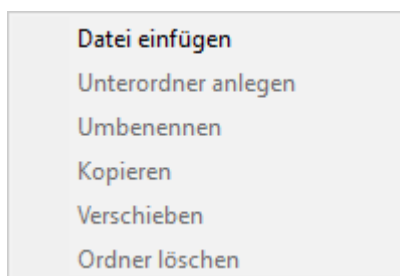 Datei einfügen
Unterordner anlegen
Umbenennen
Kopieren
Verschieben
Ordner löschen